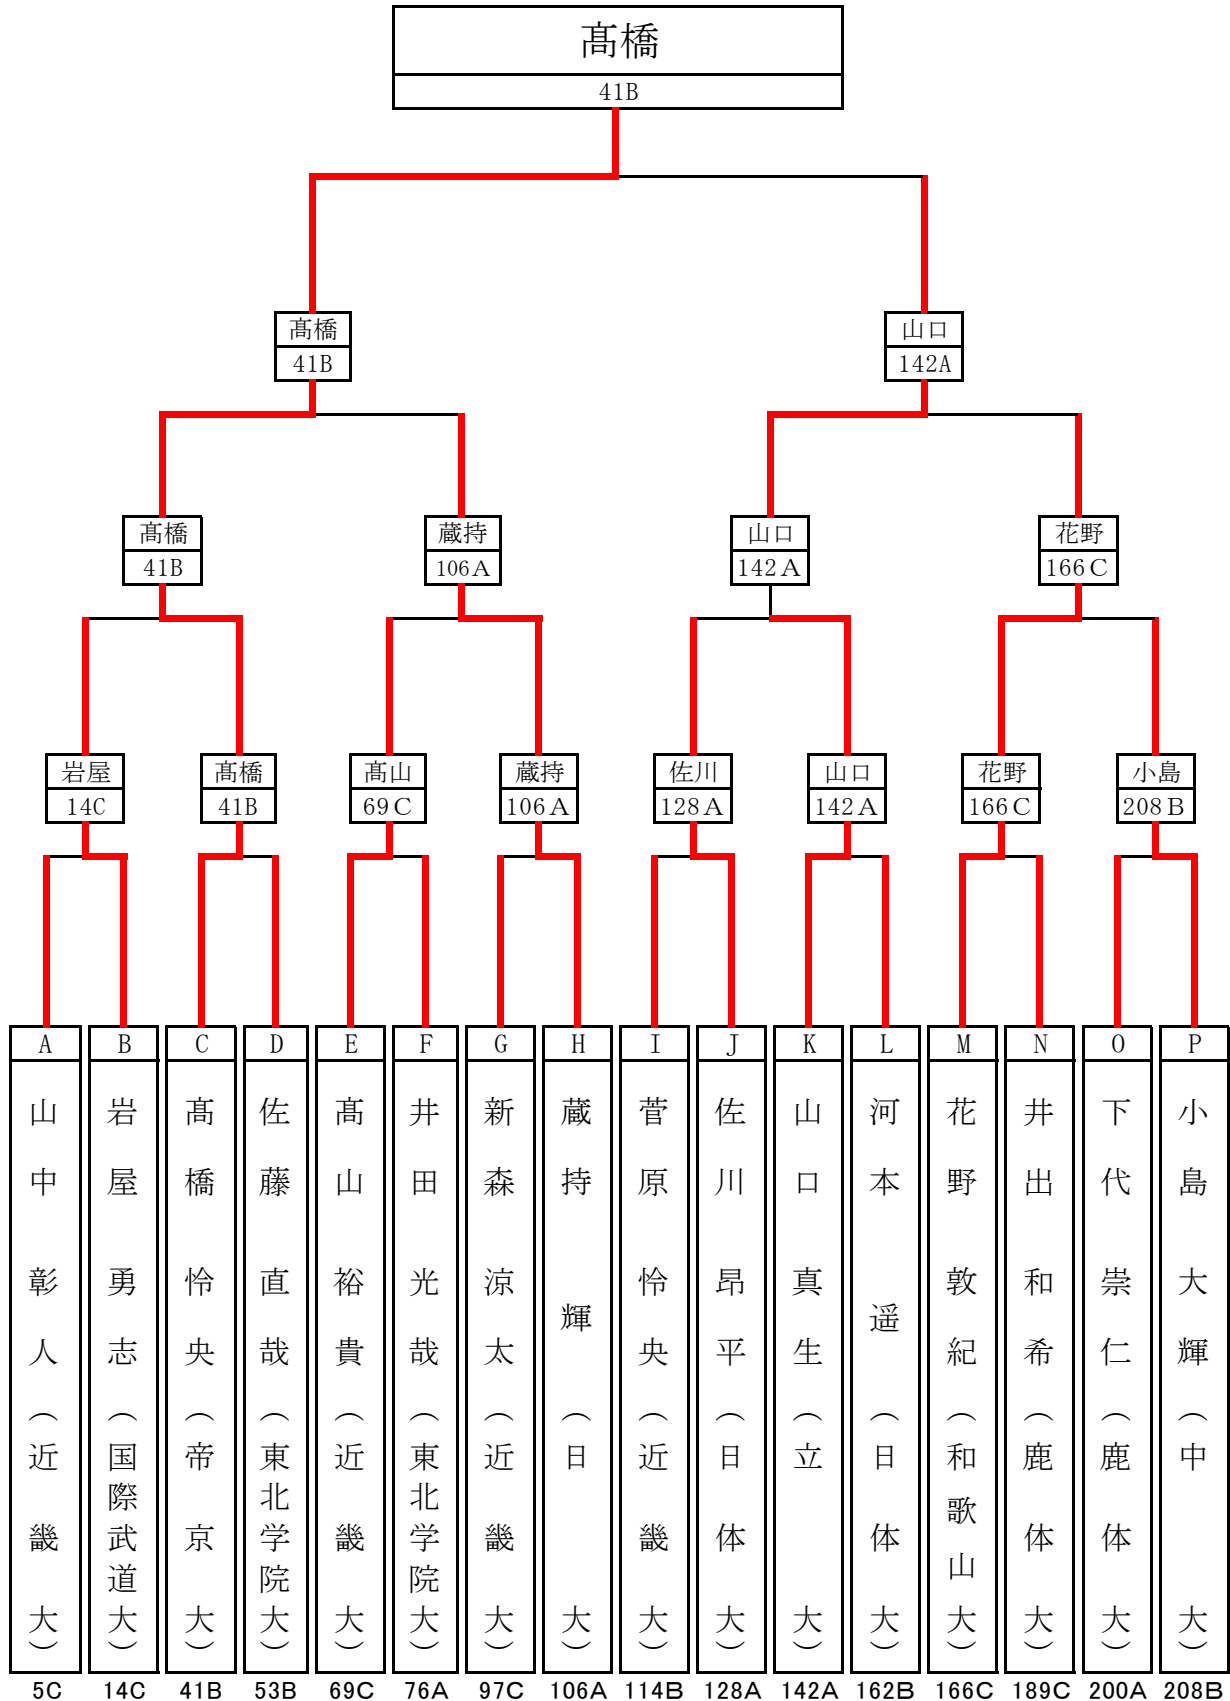 髙橋
41B
髙橋
41B
山口
142A
髙橋
41B
蔵持
106A
山口
142A
花野
166C
岩屋
14C
髙橋
41B
髙山
69C
蔵持
106A
佐川
128A
山口
142A
花野
166C
小島
208B
A
山中彰人(近畿大)
5C
B
岩屋勇志(国際武道大)
14C
C
髙橋怜央(帝京大)
41B
D
佐藤直哉(東北学院大)
53B
E
髙山裕貴(近畿大)
69C
F
井田光哉(東北学院大)
76A
G
新森涼太(近畿大)
97C
H
蔵持輝(日大)
106A
I
菅原怜央(近畿大)
114B
J
佐川昂平(日体大)
128A
K
山口真生(立大)
142A
L
河本遥(日体大)
162B
M
花野敦紀(和歌山大)
166C
N
井出和希(鹿体大)
189C
O
下代崇仁(鹿体大)
200A
P
小島大輝(中大)
208B